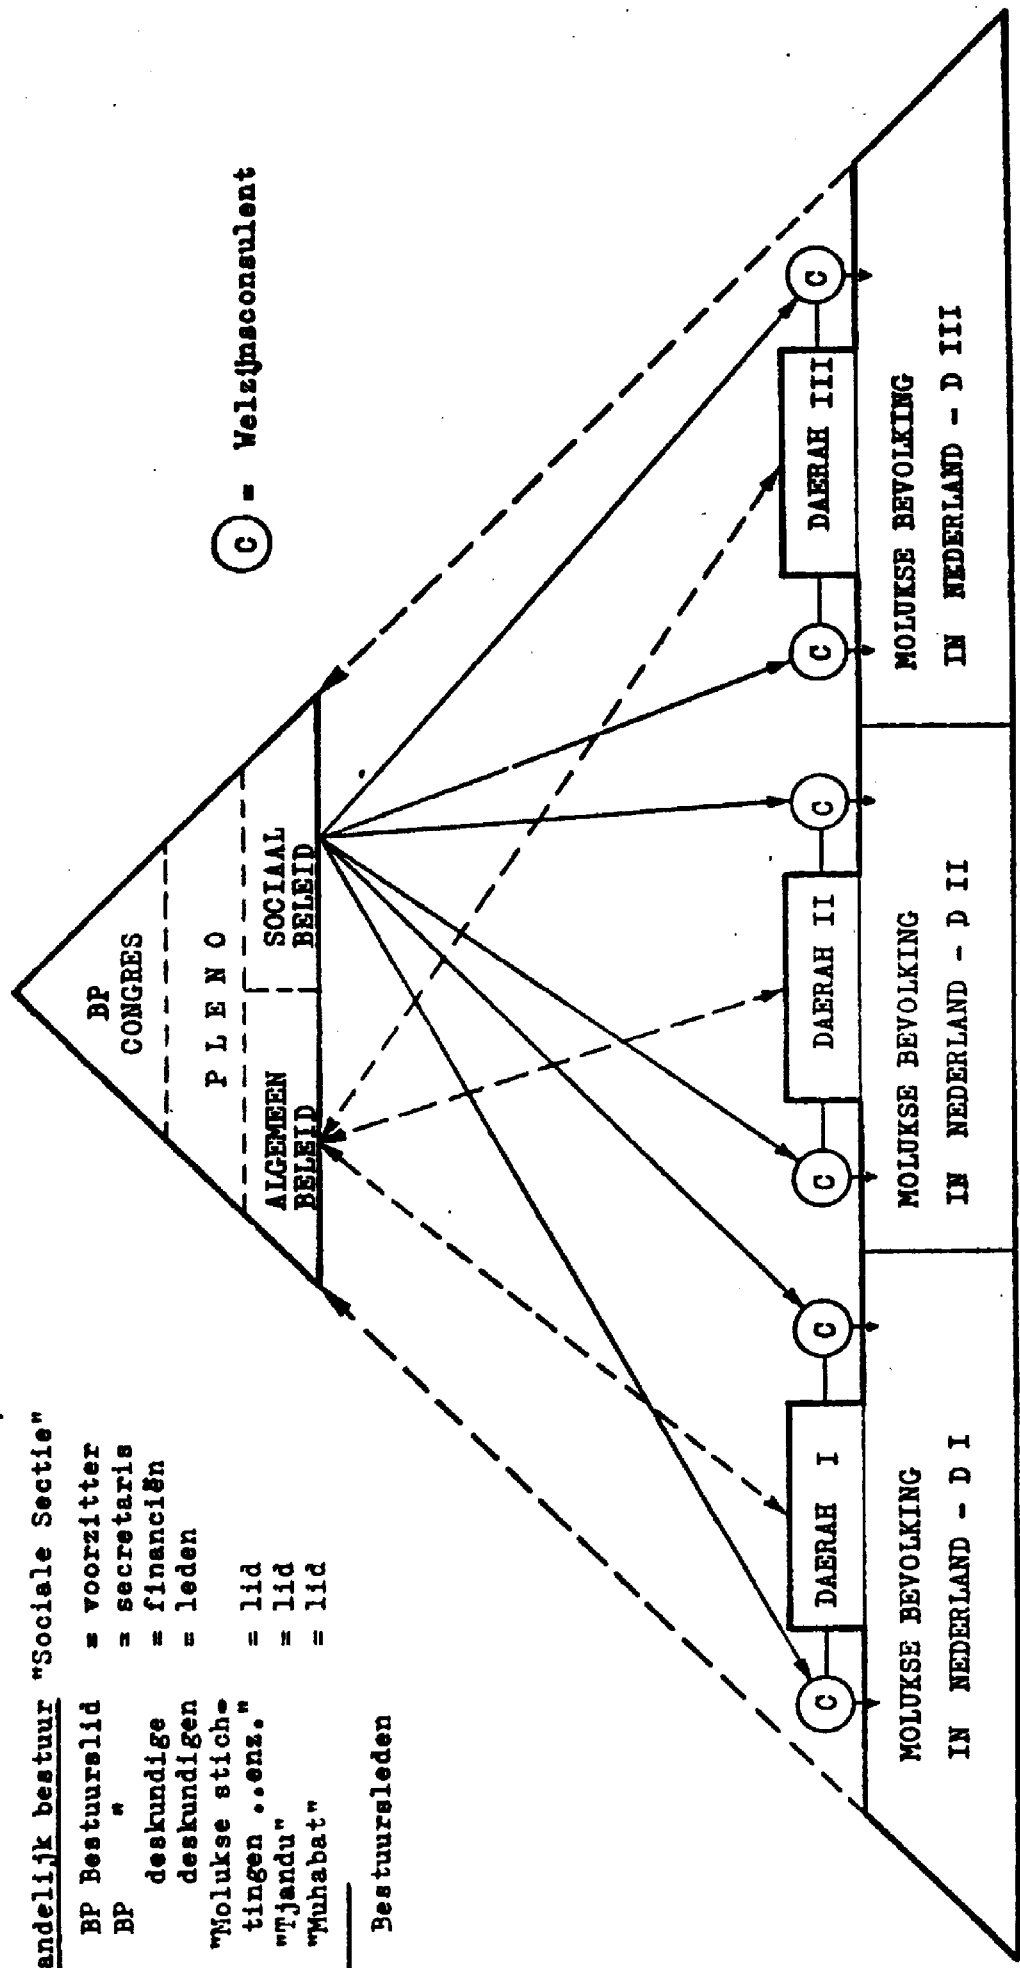 andelijk bestuur "Sociale Sectie"
BP Bestuurslid = voorzitter
BP " = secretaris
deskundige = financiën
deskundigen = leden
"Molukse stich-
tingen ..enz." = lid
"Tjandu" = lid
"Muhabat" = lid
Bestuursleden
C = Welzijnsconsulent
BP
CONGRES
P L E N O
ALGEMEEN
BELEID
SOCIAAL
BELEID
C
DAERAH I
C
C
DAERAH II
C
C
DAERAH III
C
MOLUKSE BEVOLKING
IN NEDERLAND - D I
MOLUKSE BEVOLKING
IN NEDERLAND - D II
MOLUKSE BEVOLKING
IN NEDERLAND - D III